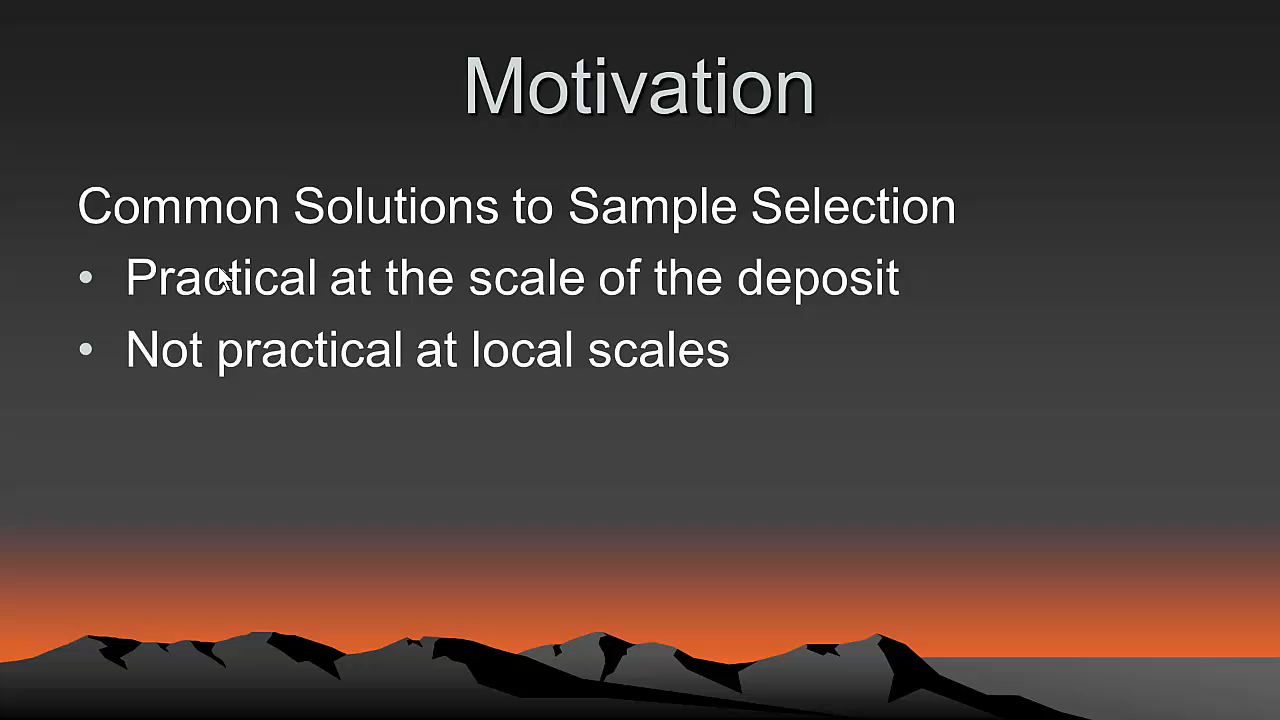 Motivation
Common Solutions to Sample Selection
• Practical at the scale of the deposit
• Not practical at local scales